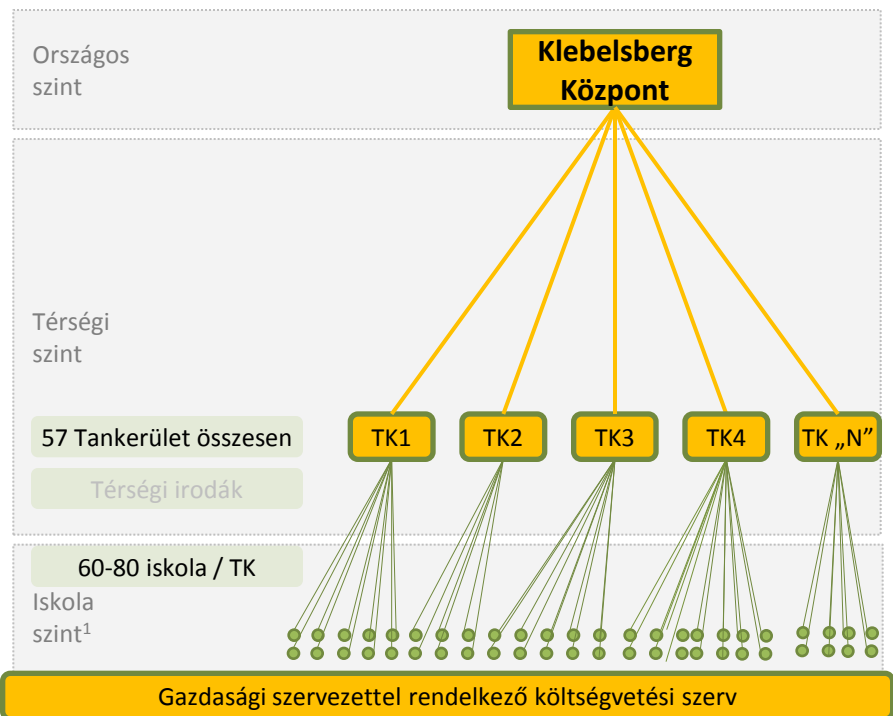 Országos
szint
Klebelsberg
Központ
Térségi
szint
57 Tankerület összesen
TK1
TK2
TK3
TK4
TK „N”
Térségi irodák
60-80 iskola / TK
Iskola
szint¹
Gazdasági szervezettel rendelkező költségvetési szerv